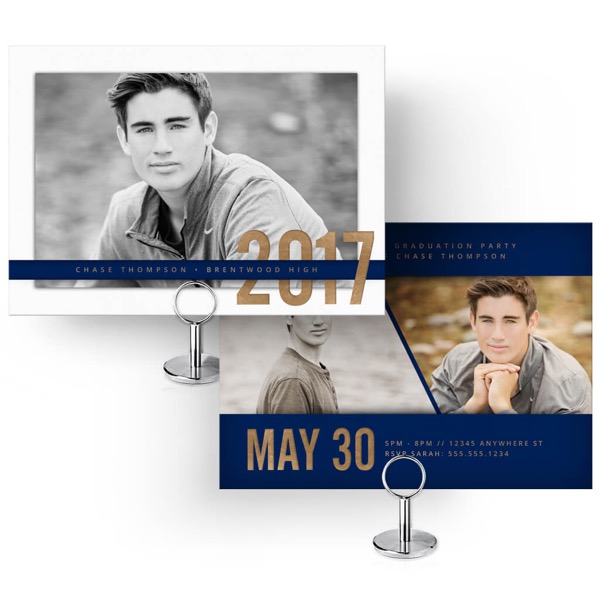 2017
CHASE THOMPSON • BRENTWOOD HIGH
GRADUATION PARTY
CHASE THOMPSON
MAY 30
5PM - 8PM // 12345 ANYWHERE ST
RSVP SARAH: 555.555.1234